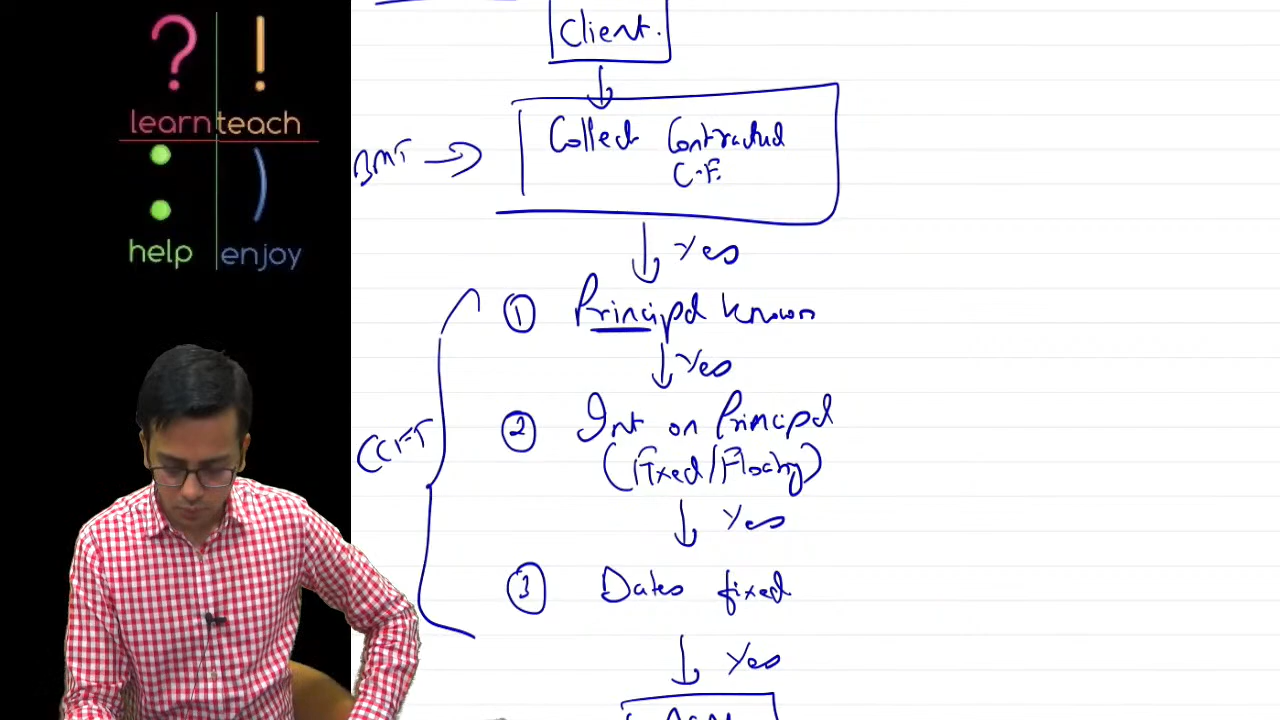 ? !
learn teach
: )
help enjoy
Client.
Collect Contracted
C.F.
BMT
Yes
① Principal known
Yes
② Int on Principal
(Fixed/Floating)
CCFT
Yes
③ Dates fixed
Yes